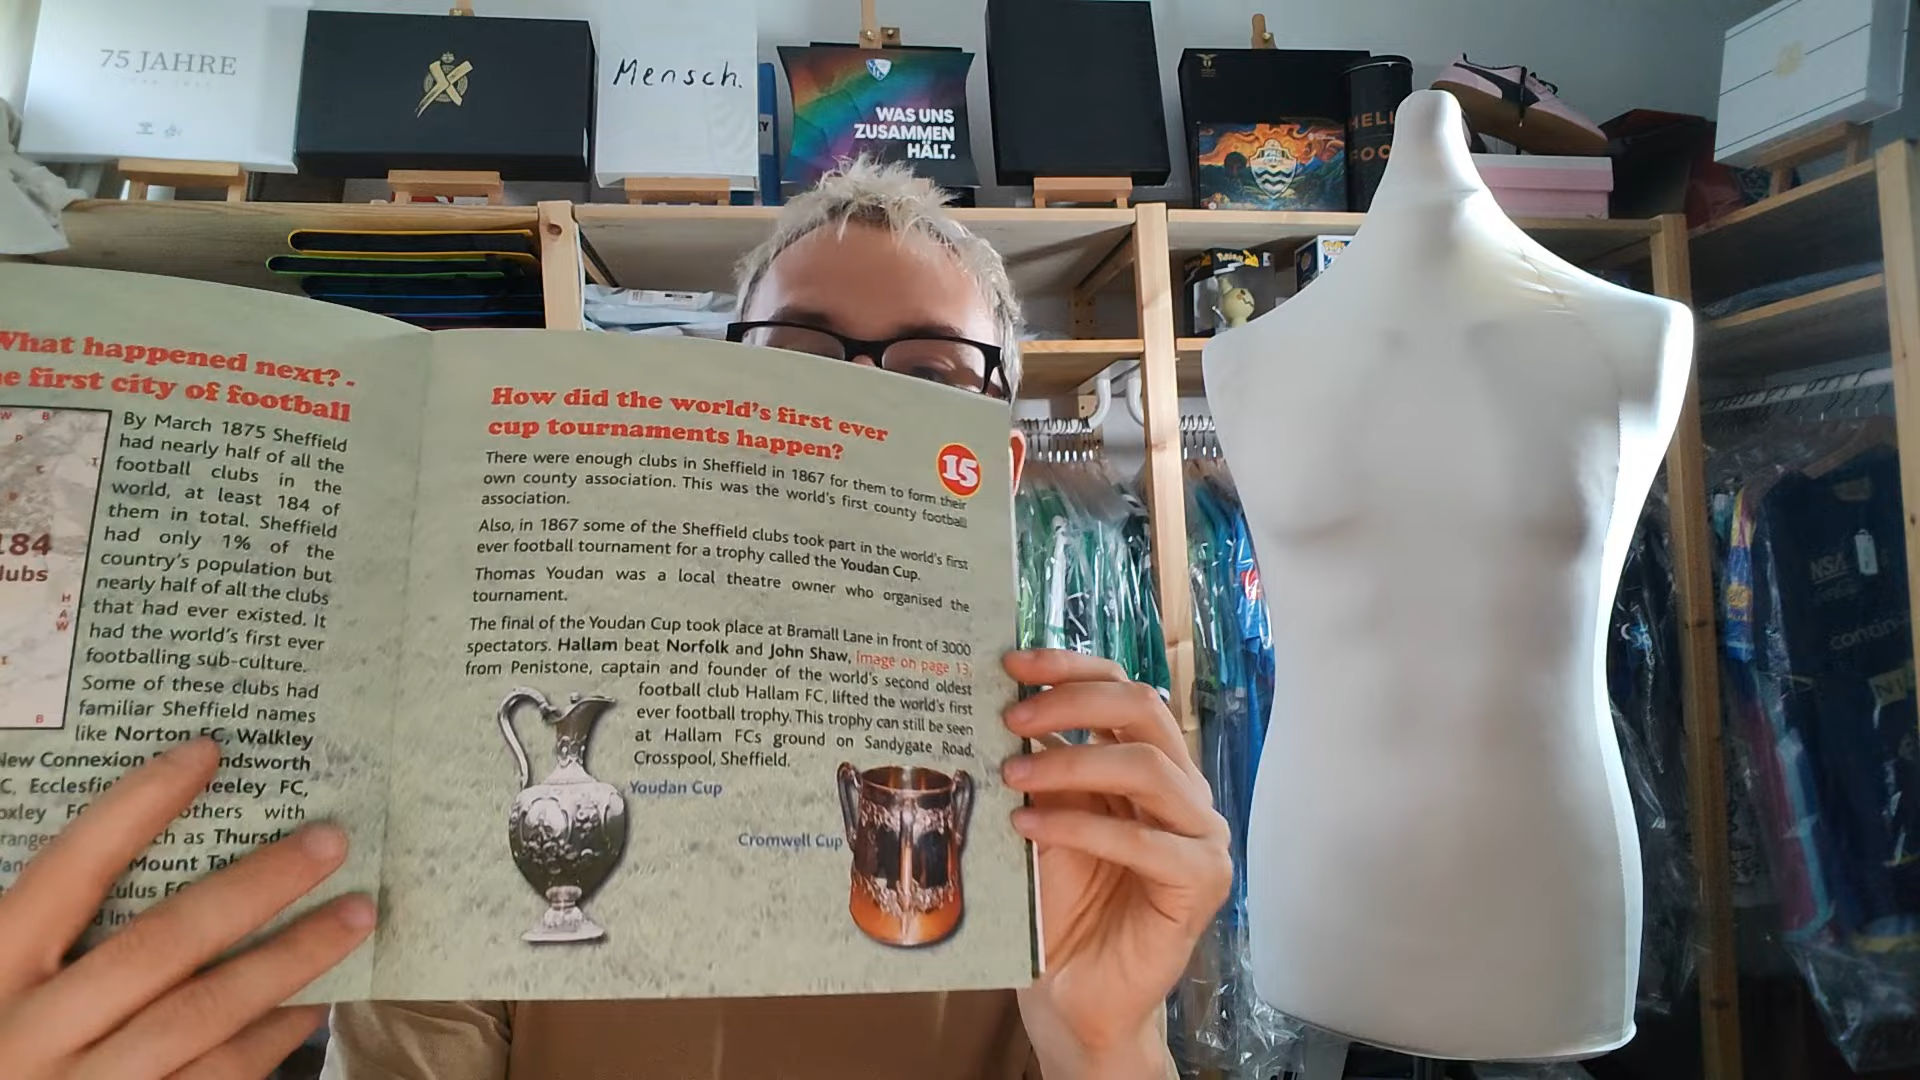 75 JAHRE
Mensch.
WAS UNS
ZUSAMMEN
HÄLT.
What happened next? -
first city of football
By March 1875 Sheffield
had nearly half of all the
football clubs in the
world, at least 184 of
them in total. Sheffield
had only 1% of the
country's population but
nearly half of all the clubs
that had ever existed. It
had the world's first ever
footballing sub-culture.
Some of these clubs had
familiar Sheffield names
like Norton FC, Walkley
New Connexion
Heeley FC,
others with
such as
Mount
Zulus FC
184
How did the world's first ever
cup tournaments happen?
15
There were enough clubs in Sheffield in 1867 for them to form their
own county association. This was the world's first county football
association.
Also, in 1867 some of the Sheffield clubs took part in the world's first
ever football tournament for a trophy called the Youdan Cup.
Thomas Youdan was a local theatre owner who organised the
tournament.
The final of the Youdan Cup took place at Bramall Lane in front of 3000
spectators. Hallam beat Norfolk and John Shaw, Image on page 13,
from Penistone, captain and founder of the world's second oldest
football club Hallam FC, lifted the world's first
ever football trophy. This trophy can still be seen
at Hallam FCs ground on Sandygate Road,
Crosspool, Sheffield.
Youdan Cup
Cromwell Cup